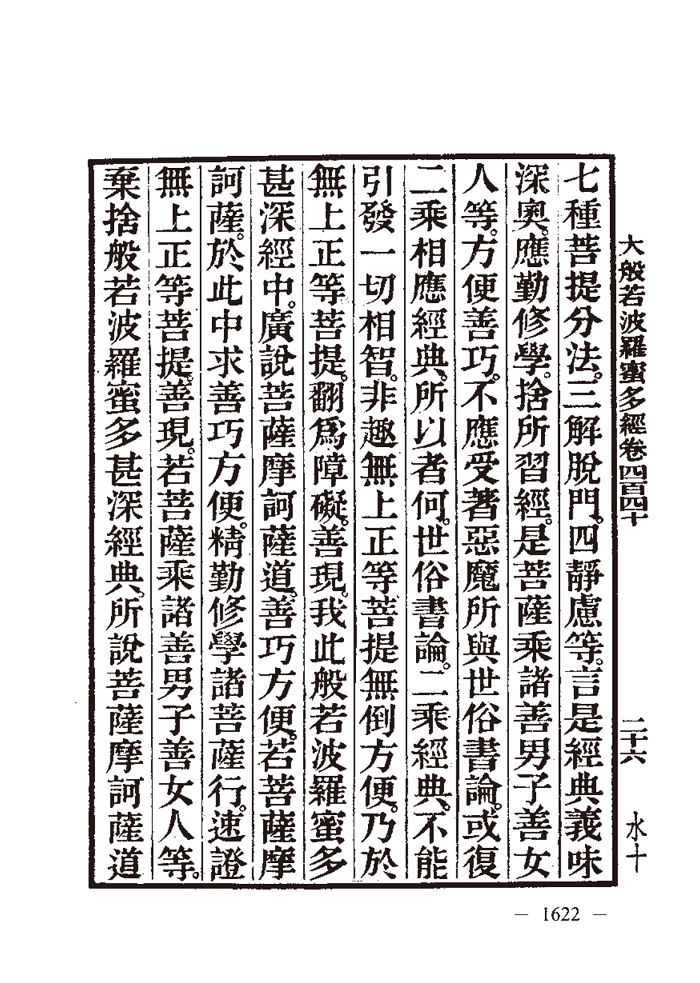 大般若波羅蜜多經卷四百四十
二十六
水十
七種菩提分法。三解脫門。四靜慮等。言是經典義味
深奧。應勤修學。捨所習經。是菩薩乘諸善男子善女
人等。方便善巧。不應受著惡魔所與世俗書論。或復
二乘相應經典。所以者何。世俗書論。二乘經典。不能
引發一切相智。非趣無上正等菩提無倒方便。乃於
無上正等菩提。翻為障礙。善現。我此般若波羅蜜多
甚深經中。廣說菩薩摩訶薩道。善巧方便。若菩薩摩
訶薩。於此中求善巧方便。精勤修學諸菩薩行。速證
無上正等菩提。善現。若菩薩乘諸善男子善女人等。
棄捨般若波羅蜜多甚深經典。所說菩薩摩訶薩道
— 1622 —